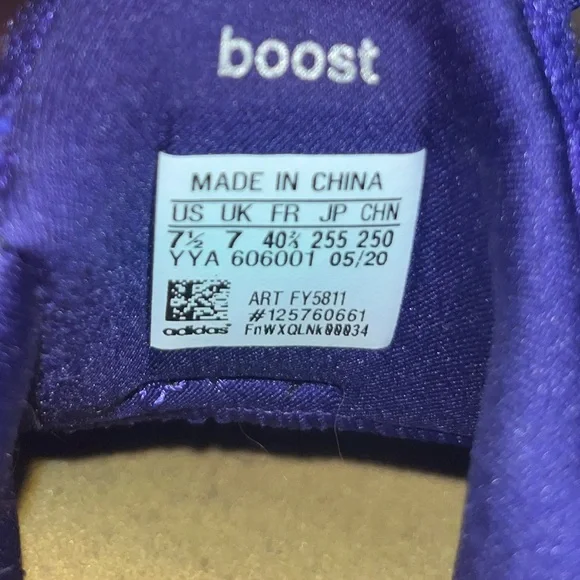 boost
MADE IN CHINA
US UK FR JP CHN
7½ 7 40⅔ 255 250
YYA 606001 05/20
ART FY5811
#125760661
adidas